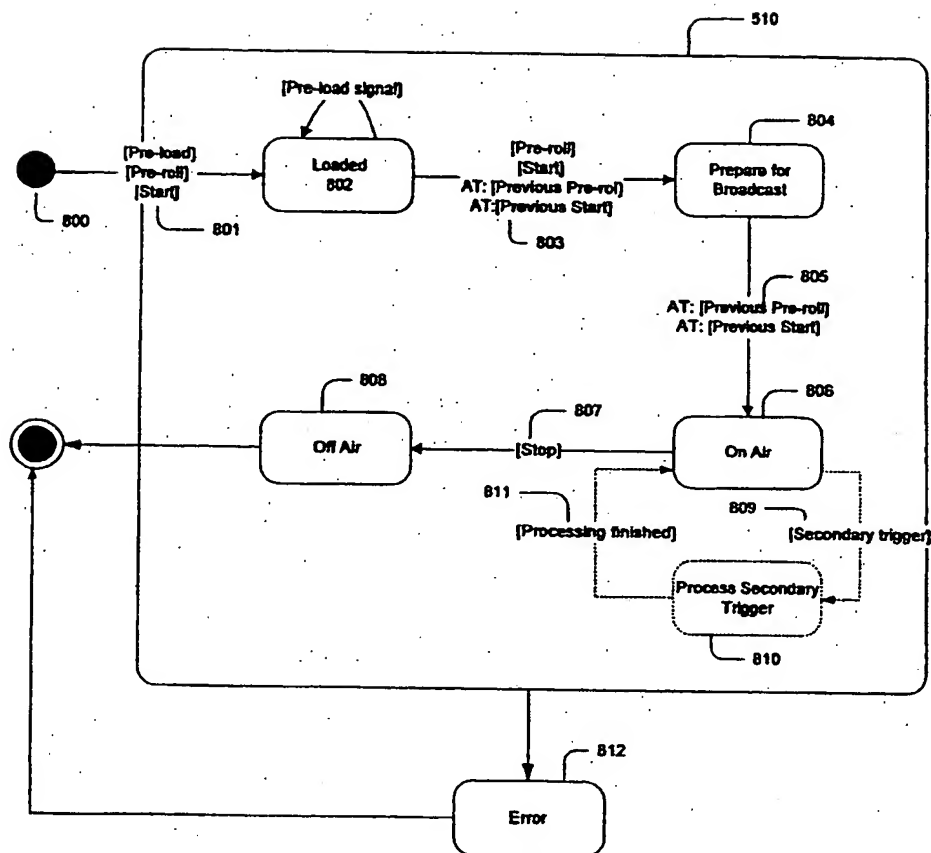 510
[Pre-load signal]
804
[Pre-load]
[Pre-roll]
[Start]
801
800
Loaded
802
[Pre-roll]
[Start]
AT: [Previous Pre-rol]
AT:[Previous Start]
803
Prepare for
Broadcast
805
AT: [Previous Pre-roll]
AT: [Previous Start]
808
Off Air
807
[Stop]
806
On Air
811
[Processing finished]
809
[Secondary trigger]
Process Secondary
Trigger
810
812
Error